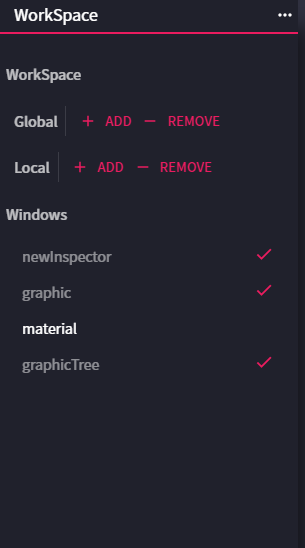 WorkSpace
WorkSpace
Global + ADD — REMOVE
Local + ADD — REMOVE
Windows
newInspector
graphic
material
graphicTree